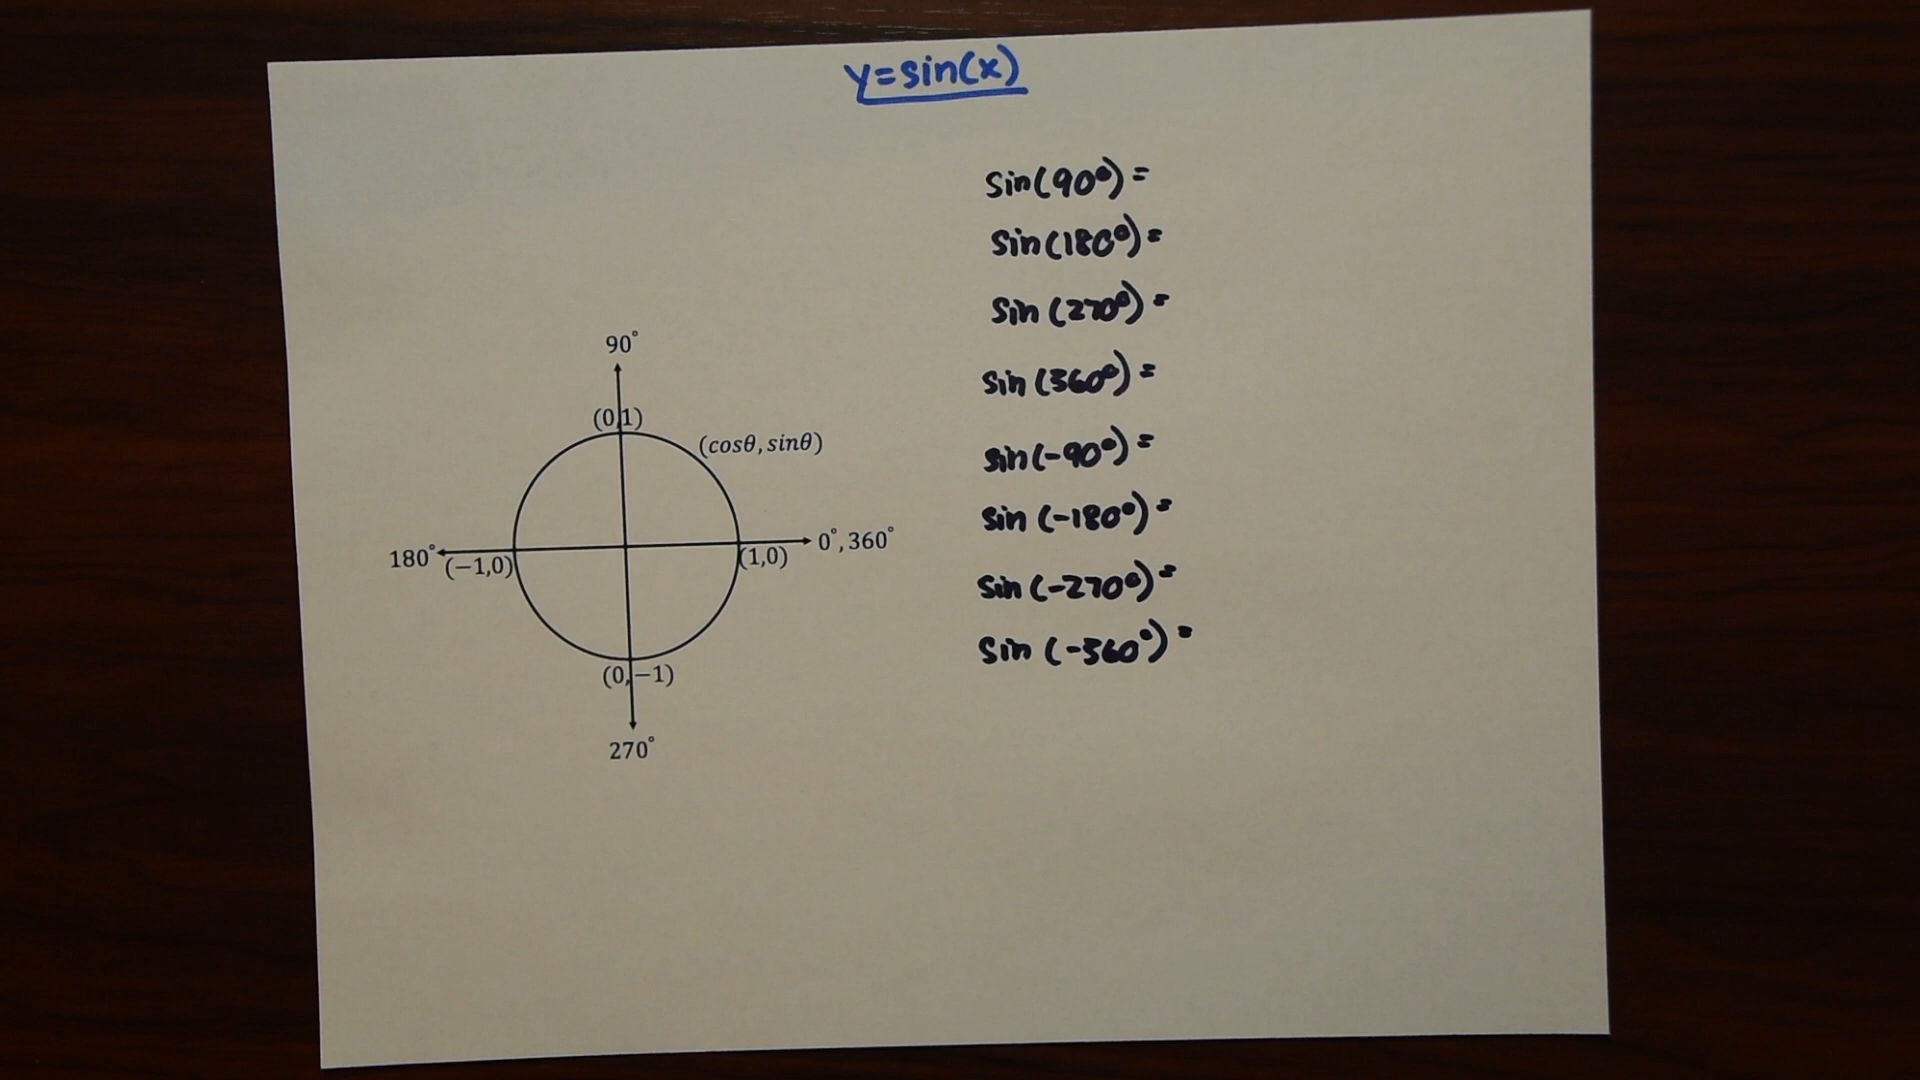 y=sin(x)
90°
(0,1)
(cosθ, sinθ)
180°
(−1,0)
(1,0)
0°, 360°
(0,−1)
270°
sin(90°)=
sin(180°)=
sin(270°)=
sin(360°)=
sin(-90°)=
sin(-180°)=
sin(-270°)=
sin(-360°)=